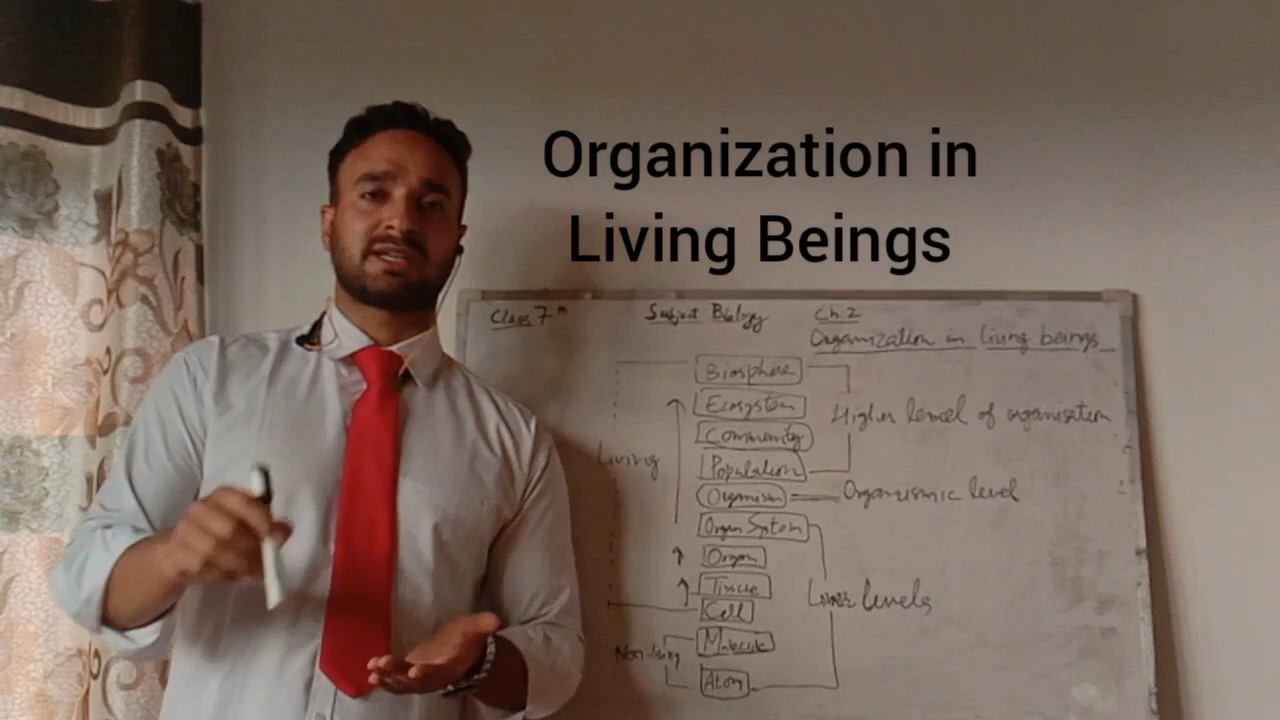 Organization in
Living Beings
Class 7th
Subject Biology
Ch. 2
Organization in living beings
Biosphere
Ecosystem
Higher level of organisation
Community
Living
Population
Organism
Organismic level
Organ System
Organ
Tissue
Lower levels
Cell
Molecule
Non-living
Atom